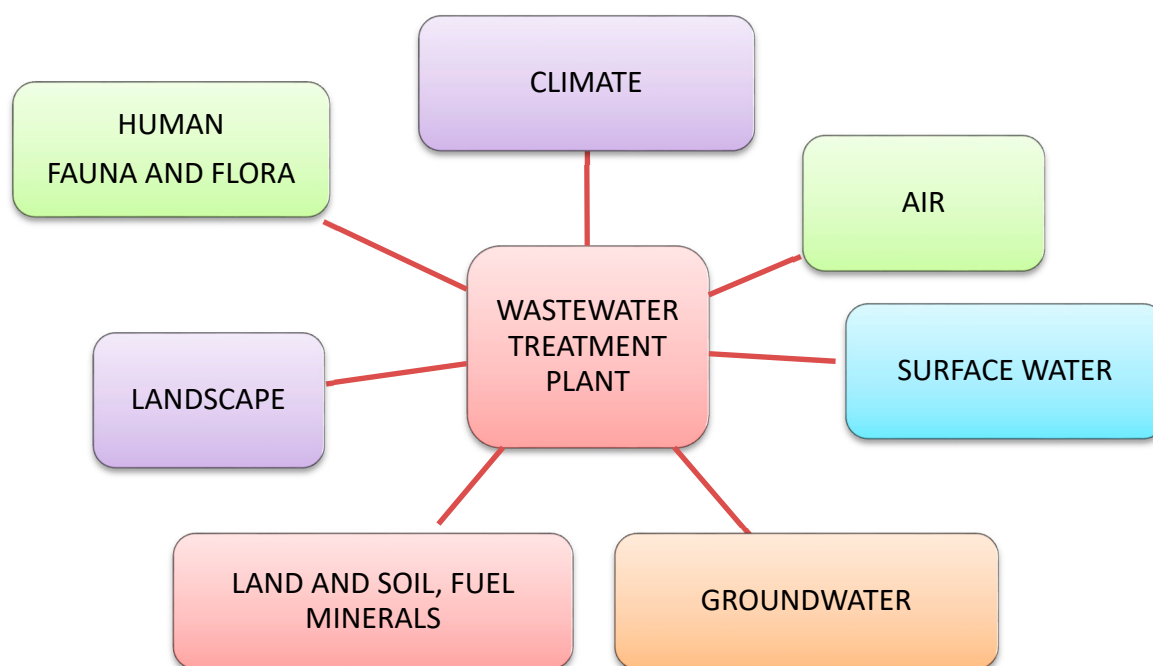 CLIMATE
HUMAN
FAUNA AND FLORA
AIR
WASTEWATER
TREATMENT
PLANT
SURFACE WATER
LANDSCAPE
LAND AND SOIL, FUEL
MINERALS
GROUNDWATER